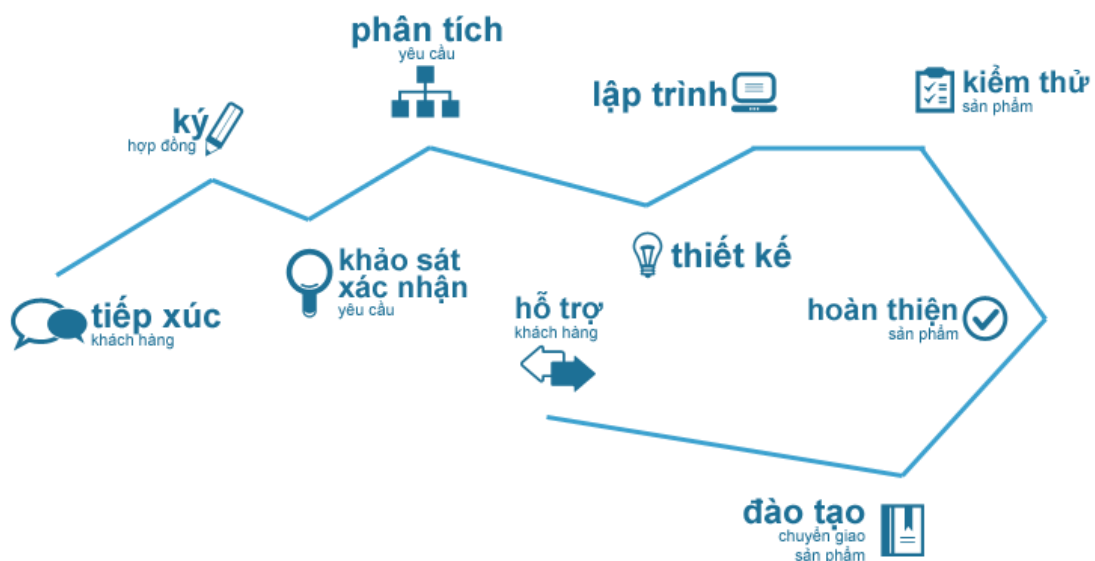 tiếp xúc
khách hàng
ký
hợp đồng
khảo sát
xác nhận
yêu cầu
phân tích
yêu cầu
thiết kế
lập trình
kiểm thử
sản phẩm
hoàn thiện
sản phẩm
đào tạo
chuyển giao
sản phẩm
hỗ trợ
khách hàng